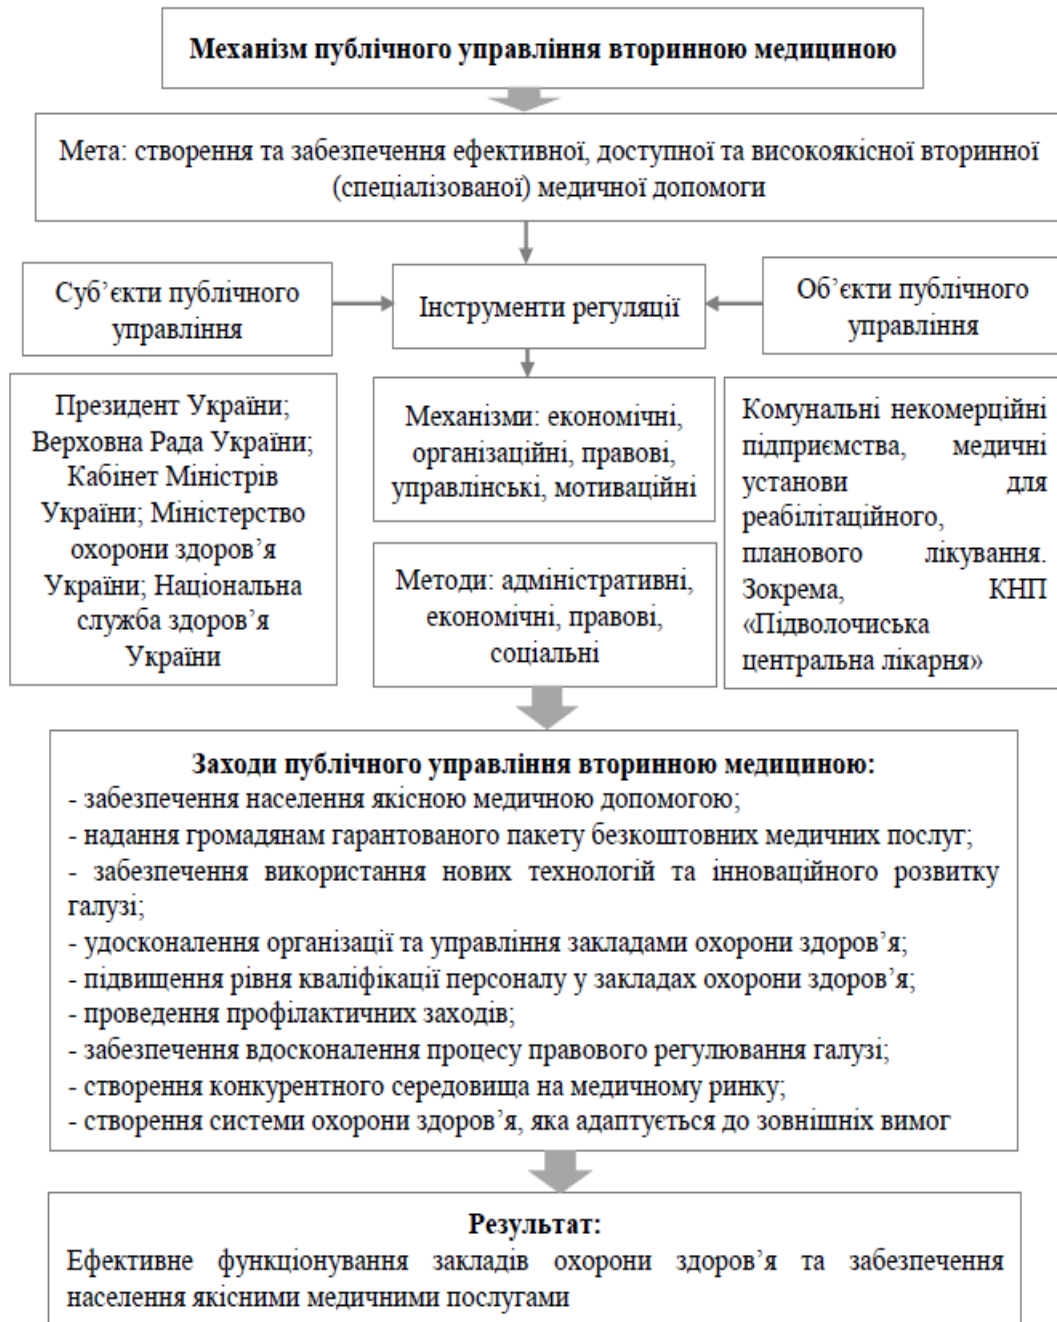 Механізм публічного управління вторинною медициною
Мета: створення та забезпечення ефективної, доступної та високоякісної вторинної
(спеціалізованої) медичної допомоги
Суб’єкти публічного
управління
Інструменти регуляції
Об’єкти публічного
управління
Президент України;
Верховна Рада України;
Кабінет Міністрів
України; Міністерство
охорони здоров’я
України; Національна
служба здоров’я
України
Механізми: економічні,
організаційні, правові,
управлінські, мотиваційні
Методи: адміністративні,
економічні, правові,
соціальні
Комунальні некомерційні
підприємства, медичні
установи для
реабілітаційного,
планового лікування.
Зокрема, КНП
«Підволочиська
центральна лікарня»
Заходи публічного управління вторинною медициною:
- забезпечення населення якісною медичною допомогою;
- надання громадянам гарантованого пакету безкоштовних медичних послуг;
- забезпечення використання нових технологій та інноваційного розвитку
галузі;
- удосконалення організації та управління закладами охорони здоров’я;
- підвищення рівня кваліфікації персоналу у закладах охорони здоров’я;
- проведення профілактичних заходів;
- забезпечення вдосконалення процесу правового регулювання галузі;
- створення конкурентного середовища на медичному ринку;
- створення системи охорони здоров’я, яка адаптується до зовнішніх вимог
Результат:
Ефективне функціонування закладів охорони здоров’я та забезпечення
населення якісними медичними послугами